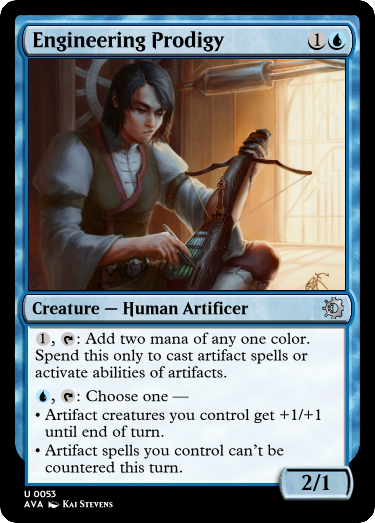 Engineering Prodigy 1
Creature — Human Artificer
1, : Add two mana of any one color.
Spend this only to cast artifact spells or
activate abilities of artifacts.
, : Choose one —
• Artifact creatures you control get +1/+1
until end of turn.
• Artifact spells you control can't be
countered this turn.
2/1
U 0053
AVA Kai Stevens